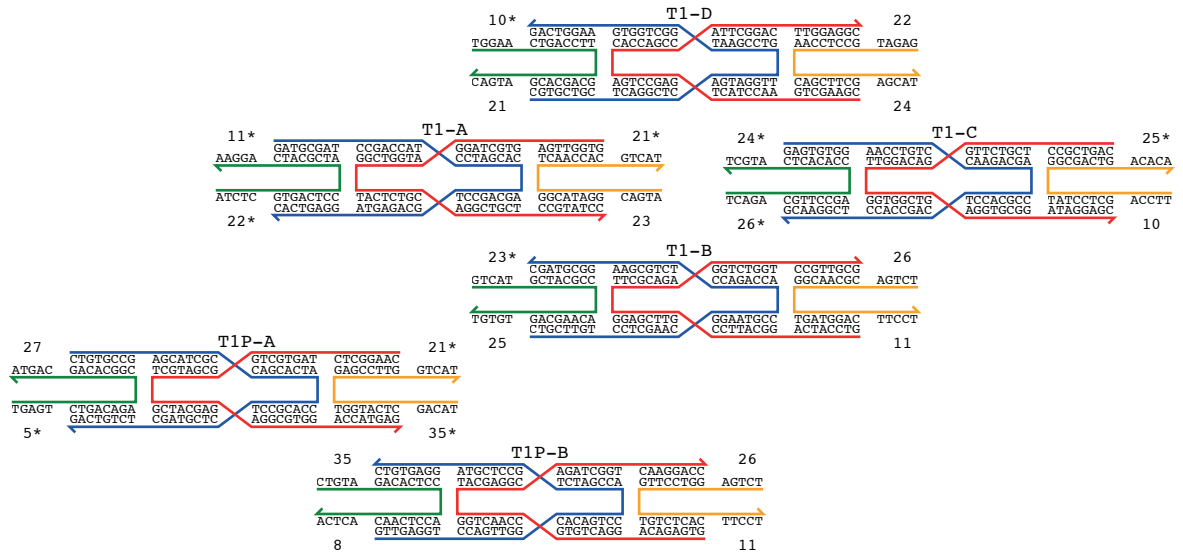 T1-D
10* 22
GACTGGAA GTGGTCGG ATTCGGAC TTGGAGGC
TGGAA CTGACCTT CACCAGCC TAAGCCTG AACCTCCG TAGAG
CAGTA GCACGACG AGTCCGAG AGTAGGTT CAGCTTCG AGCAT
CGTGCTGC TCAGGCTC TCATCCAA GTCGAAGC
21 24
T1-A
11* 21*
GATGCGAT CCGACCAT GGATCGTG AGTTGGTG
AAGGA CTACGCTA GGCTGGTA CCTAGCAC TCAACCAC GTCAT
ATCTC GTGACTCC TACTCTGC TCCGACGA GGCATAGG CAGTA
CACTGAGG ATGAGACG AGGCTGCT CCGTATCC
22* 23
T1-C
24* 25*
GAGTGTGG AACCTGTC GTTCTGCT CCGCTGAC
TCGTA CTCACACC TTGGACAG CAAGACGA GGCGACTG ACACA
TCAGA CGTTCCGA GGTGGCTG TCCACGCC TATCCTCG ACCTT
GCAAGGCT CCACCGAC AGGTGCGG ATAGGAGC
26* 10
T1-B
23* 26
CGATGCGG AAGCGTCT GGTCTGGT CCGTTGCG
GTCAT GCTACGCC TTCGCAGA CCAGACCA GGCAACGC AGTCT
TGTGT GACGAACA GGAGCTTG GGAATGCC TGATGGAC TTCCT
CTGCTTGT CCTCGAAC CCTTACGG ACTACCTG
25 11
T1P-A
27 21*
CTGTGCCG AGCATCGC GTCGTGAT CTCGGAAC
ATGAC GACACGGC TCGTAGCG CAGCACTA GAGCCTTG GTCAT
TGAGT CTGACAGA GCTACGAG TCCGCACC TGGTACTC GACAT
GACTGTCT CGATGCTC AGGCGTGG ACCATGAG
5* 35*
T1P-B
35 26
CTGTGAGG ATGCTCCG AGATCGGT CAAGGACC
CTGTA GACACTCC TACGAGGC TCTAGCCA GTTCCTGG AGTCT
ACTCA CAACTCCA GGTCAACC CACAGTCC TGTCTCAC TTCCT
GTTGAGGT CCAGTTGG GTGTCAGG ACAGAGTG
8 11